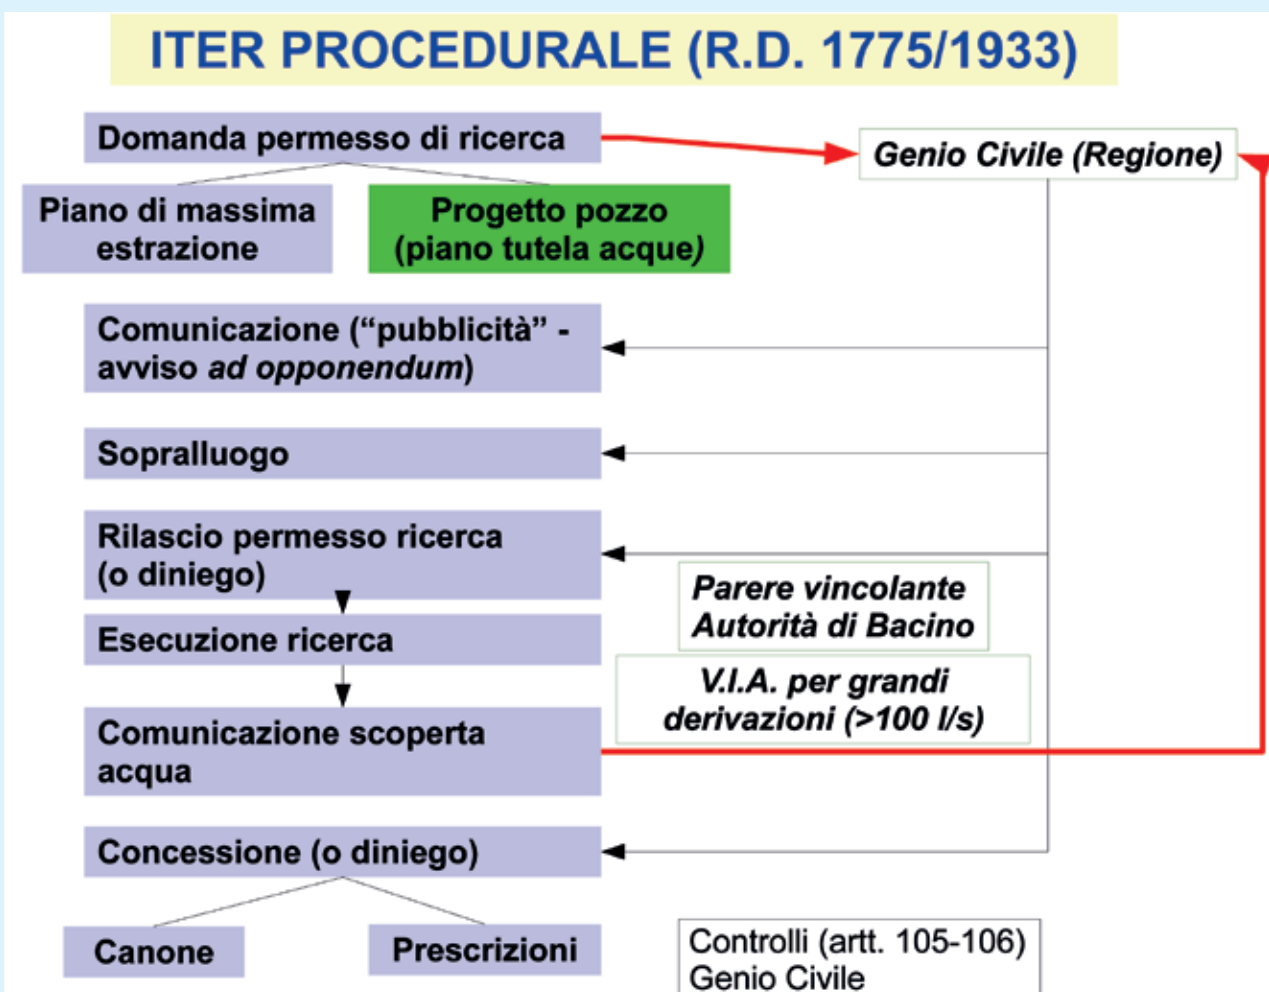 ITER PROCEDURALE (R.D. 1775/1933)
Domanda permesso di ricerca
Genio Civile (Regione)
Piano di massima
estrazione
Progetto pozzo
(piano tutela acque)
Comunicazione (“pubblicità” -
avviso ad opponendum)
Sopralluogo
Rilascio permesso ricerca
(o diniego)
Parere vincolante
Autorità di Bacino
Esecuzione ricerca
V.I.A. per grandi
derivazioni (>100 l/s)
Comunicazione scoperta
acqua
Concessione (o diniego)
Canone
Prescrizioni
Controlli (artt. 105-106)
Genio Civile